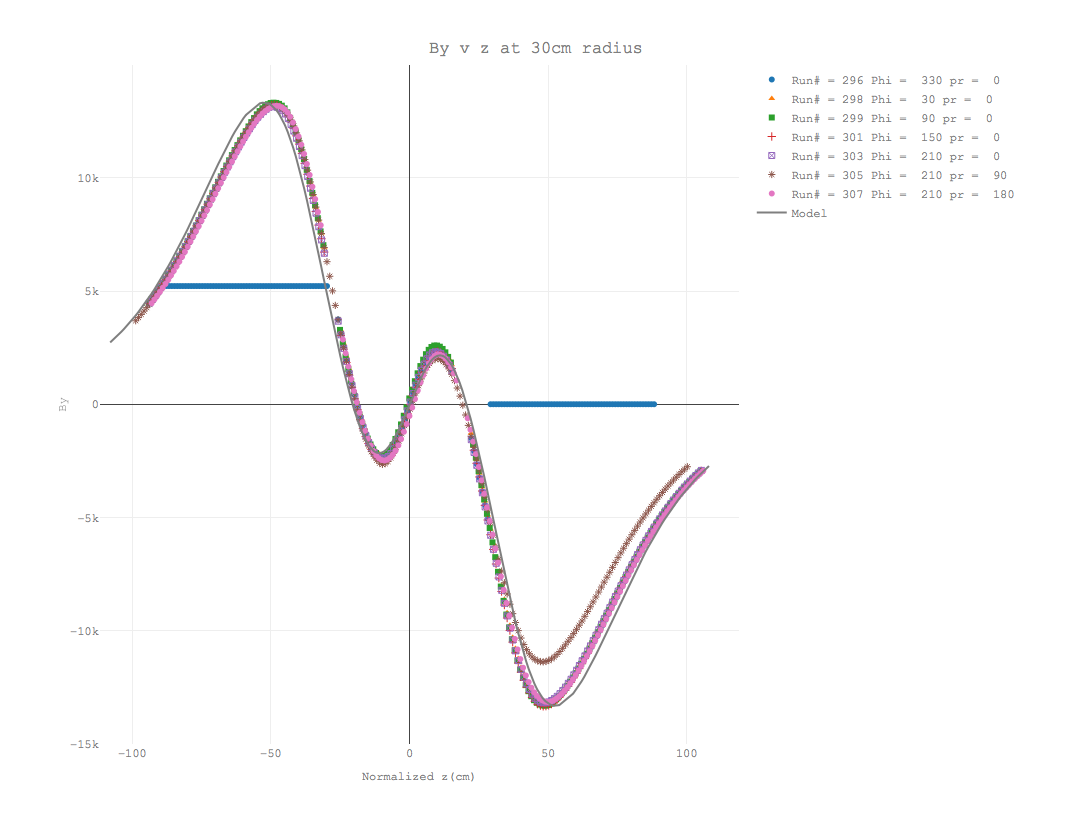 By v z at 30cm radius
Run# = 296 Phi =  330 pr =  0
Run# = 298 Phi =  30 pr =  0
Run# = 299 Phi =  90 pr =  0
Run# = 301 Phi =  150 pr =  0
Run# = 303 Phi =  210 pr =  0
Run# = 305 Phi =  210 pr =  90
Run# = 307 Phi =  210 pr =  180
Model
10k
5k
0
−5k
−10k
−15k
By
−100
−50
0
50
100
Normalized z(cm)